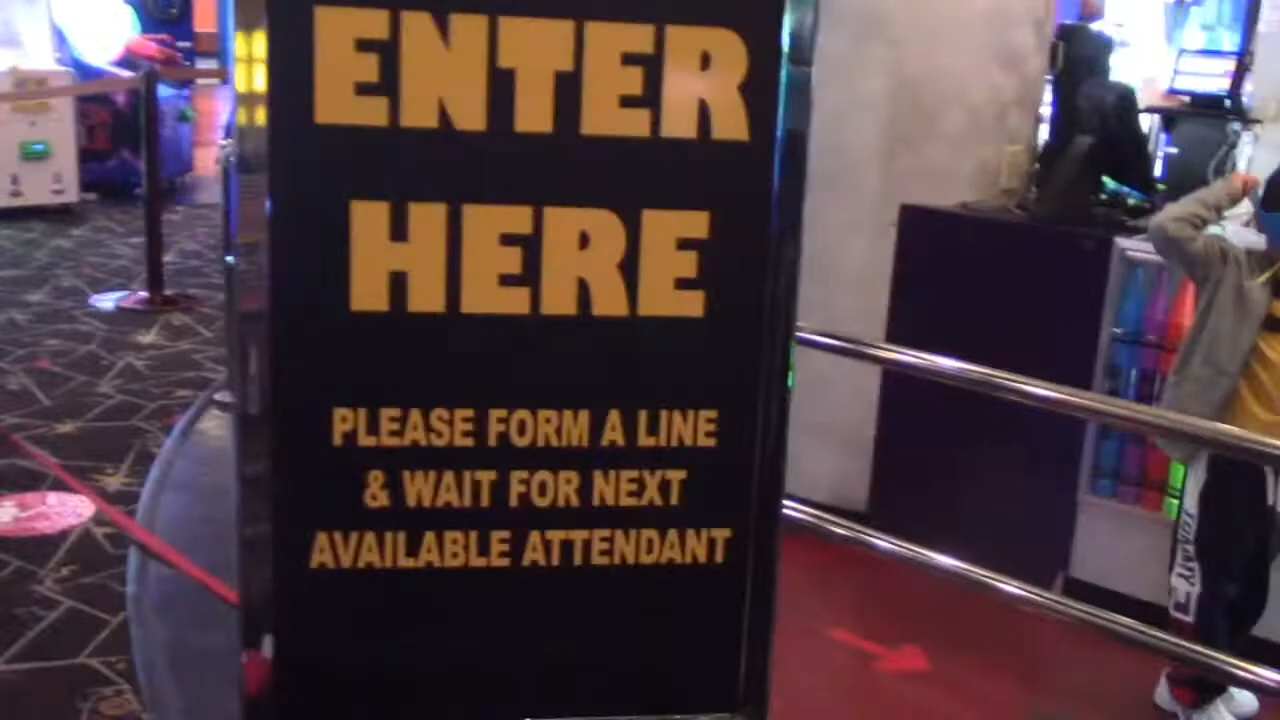 ENTER
HERE
PLEASE FORM A LINE
& WAIT FOR NEXT
AVAILABLE ATTENDANT